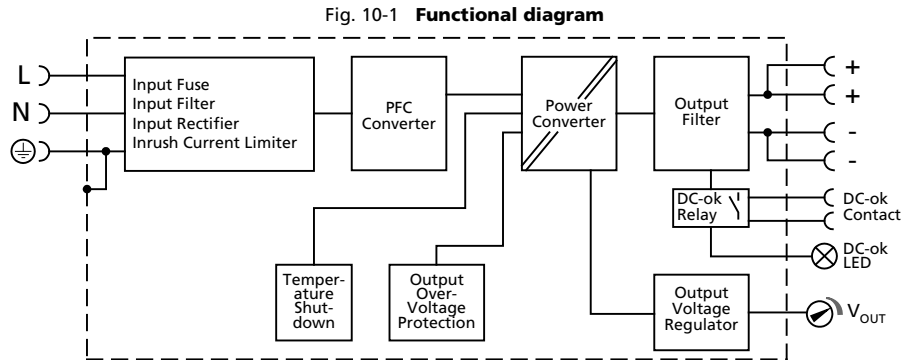 Fig. 10-1 Functional diagram
L
N
Input Fuse
Input Filter
Input Rectifier
Inrush Current Limiter
PFC
Converter
Power
Converter
Output
Filter
+
+
-
-
DC-ok
Relay
DC-ok
Contact
DC-ok
LED
Temper-
ature
Shut-
down
Output
Over-
Voltage
Protection
Output
Voltage
Regulator
VOUT